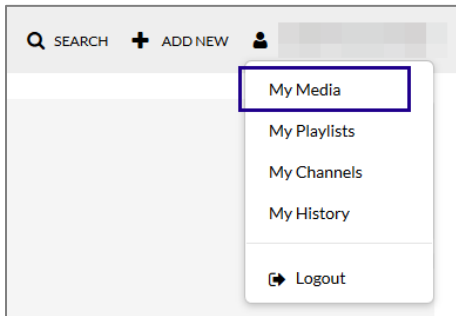 SEARCH ADD NEW
My Media
My Playlists
My Channels
My History
Logout